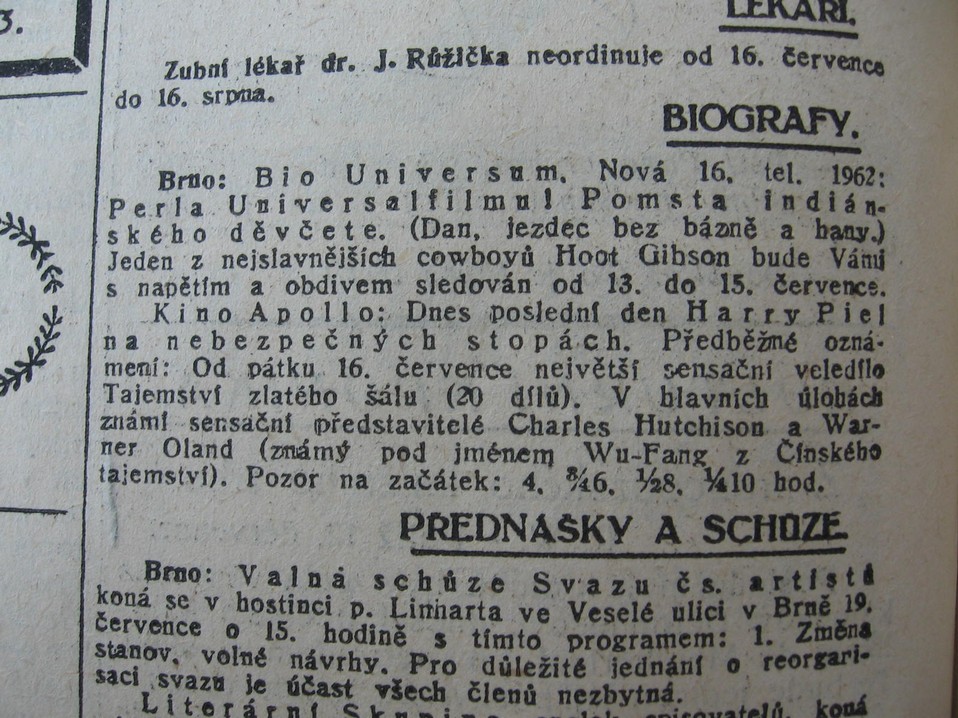 3.
LÉKAŘI.
Zubní lékař dr. J. Růžička neordinuje od 16. července
do 16. srpna.
BIOGRAFY.
Brno: Bio Universum. Nová 16. tel. 1962:
Perla Universalfilmu! Pomsta indián-
ského děvčete. (Dan, jezdec bez bázně a hany.)
Jeden z nejslavnějších cowboyů Hoot Gibson bude Vámi
s napětím a obdivem sledován od 13. do 15. července.
Kino Apollo: Dnes poslední den Harry Piel
na nebezpečných stopách. Předběžné ozná-
mení: Od pátku 16. července největší sensační veledílo
Tajemství zlatého šálu (20 dílů). V hlavních úlohách
známí sensační představitelé Charles Hutchison a War-
ner Oland (známý pod jménem Wu-Fang z Čínského
tajemství). Pozor na začátek: 4, ¾6, ½8, ¼10 hod.
PŘEDNÁŠKY A SCHŮZE
Brno: Valná schůze Svazu čs. artistů
koná se v hostinci p. Linharta ve Veselé ulici v Brně 19.
července o 15. hodině s tímto programem: 1. Změna
stanov, volné návrhy. Pro důležité jednání o reorgari-
saci svazu je účast všech členů nezbytná.
Literární koná